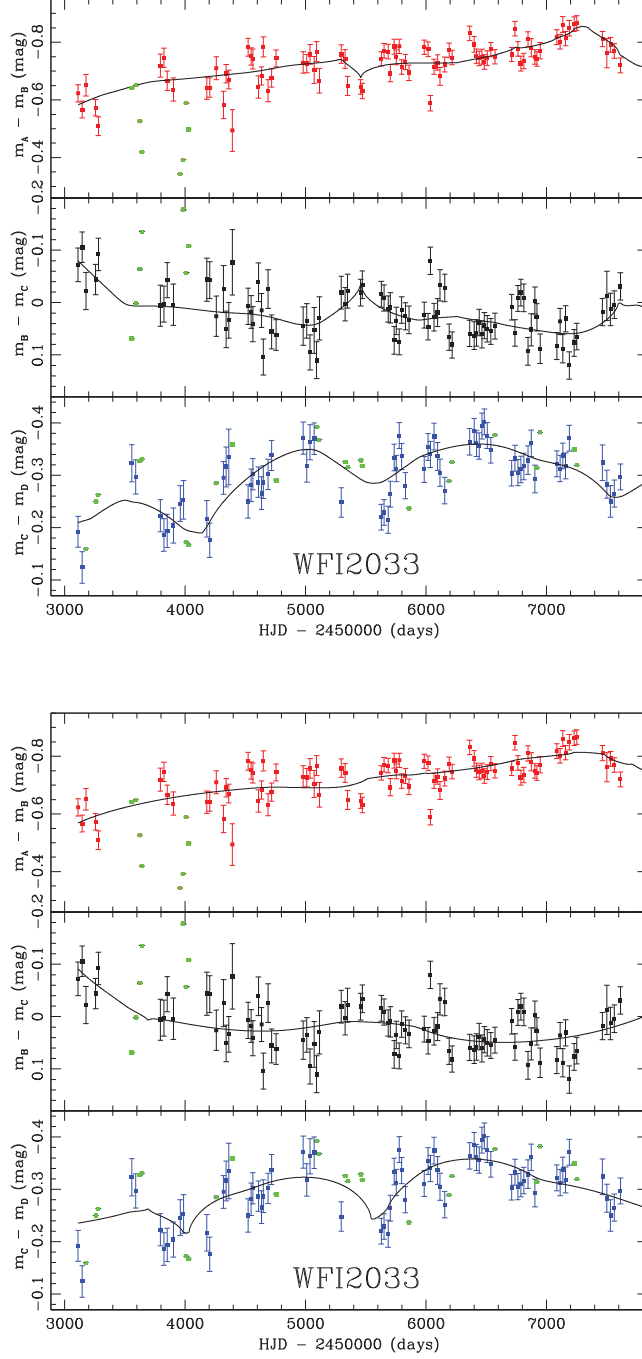 m_A − m_B (mag)
−0.8
−0.6
−0.4
0.2
m_B − m_C (mag)
−0.1
0
0.1
m_C − m_D (mag)
−0.4
−0.3
−0.2
−0.1
WFI2033
3000 4000 5000 6000 7000
HJD − 2450000 (days)
m_A − m_B (mag)
−0.8
−0.6
−0.4
0.2
m_B − m_C (mag)
−0.1
0
0.1
m_C − m_D (mag)
−0.4
−0.3
−0.2
−0.1
WFI2033
3000 4000 5000 6000 7000
HJD − 2450000 (days)